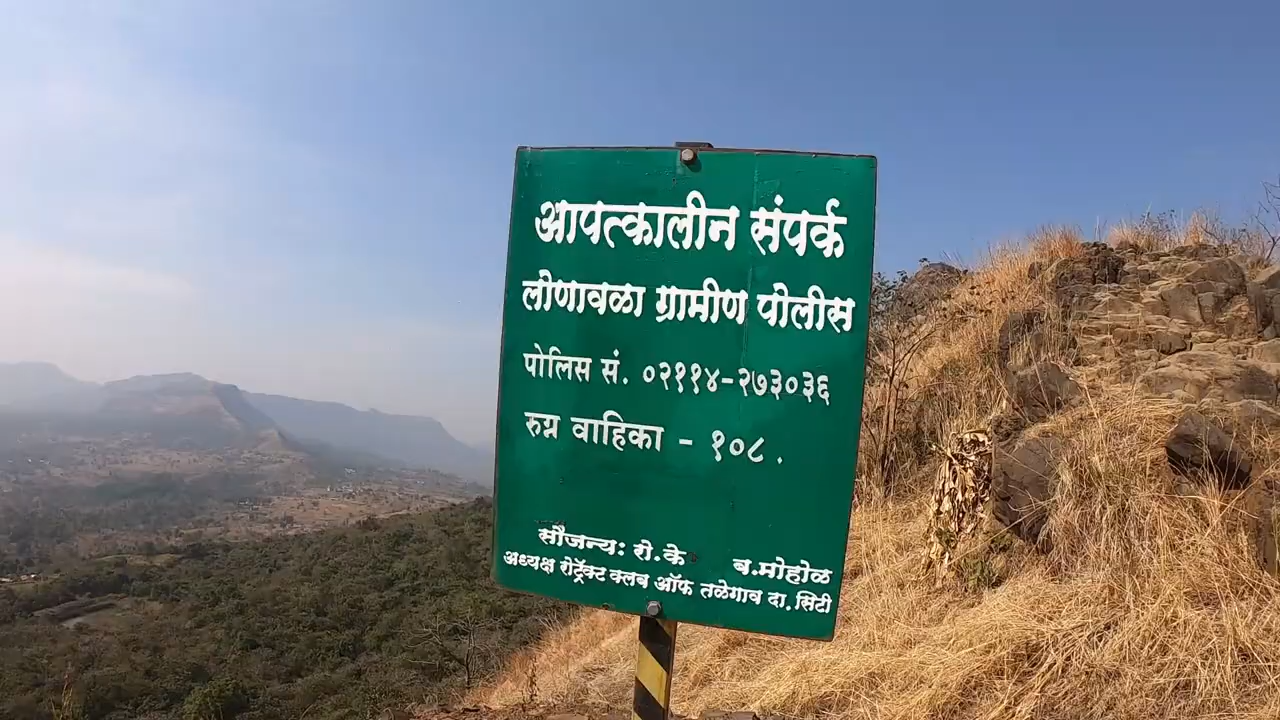 आपत्कालीन संपर्क
लोणावळा ग्रामीण पोलीस
पोलिस सं. ०२११४-२७३०३६
रुग्न वाहिका - १०८.
सौजन्य: रो.के ब.मोहोळ
अध्यक्ष रोट्रॅक्ट क्लब ऑफ तळेगाव दा.सिटी